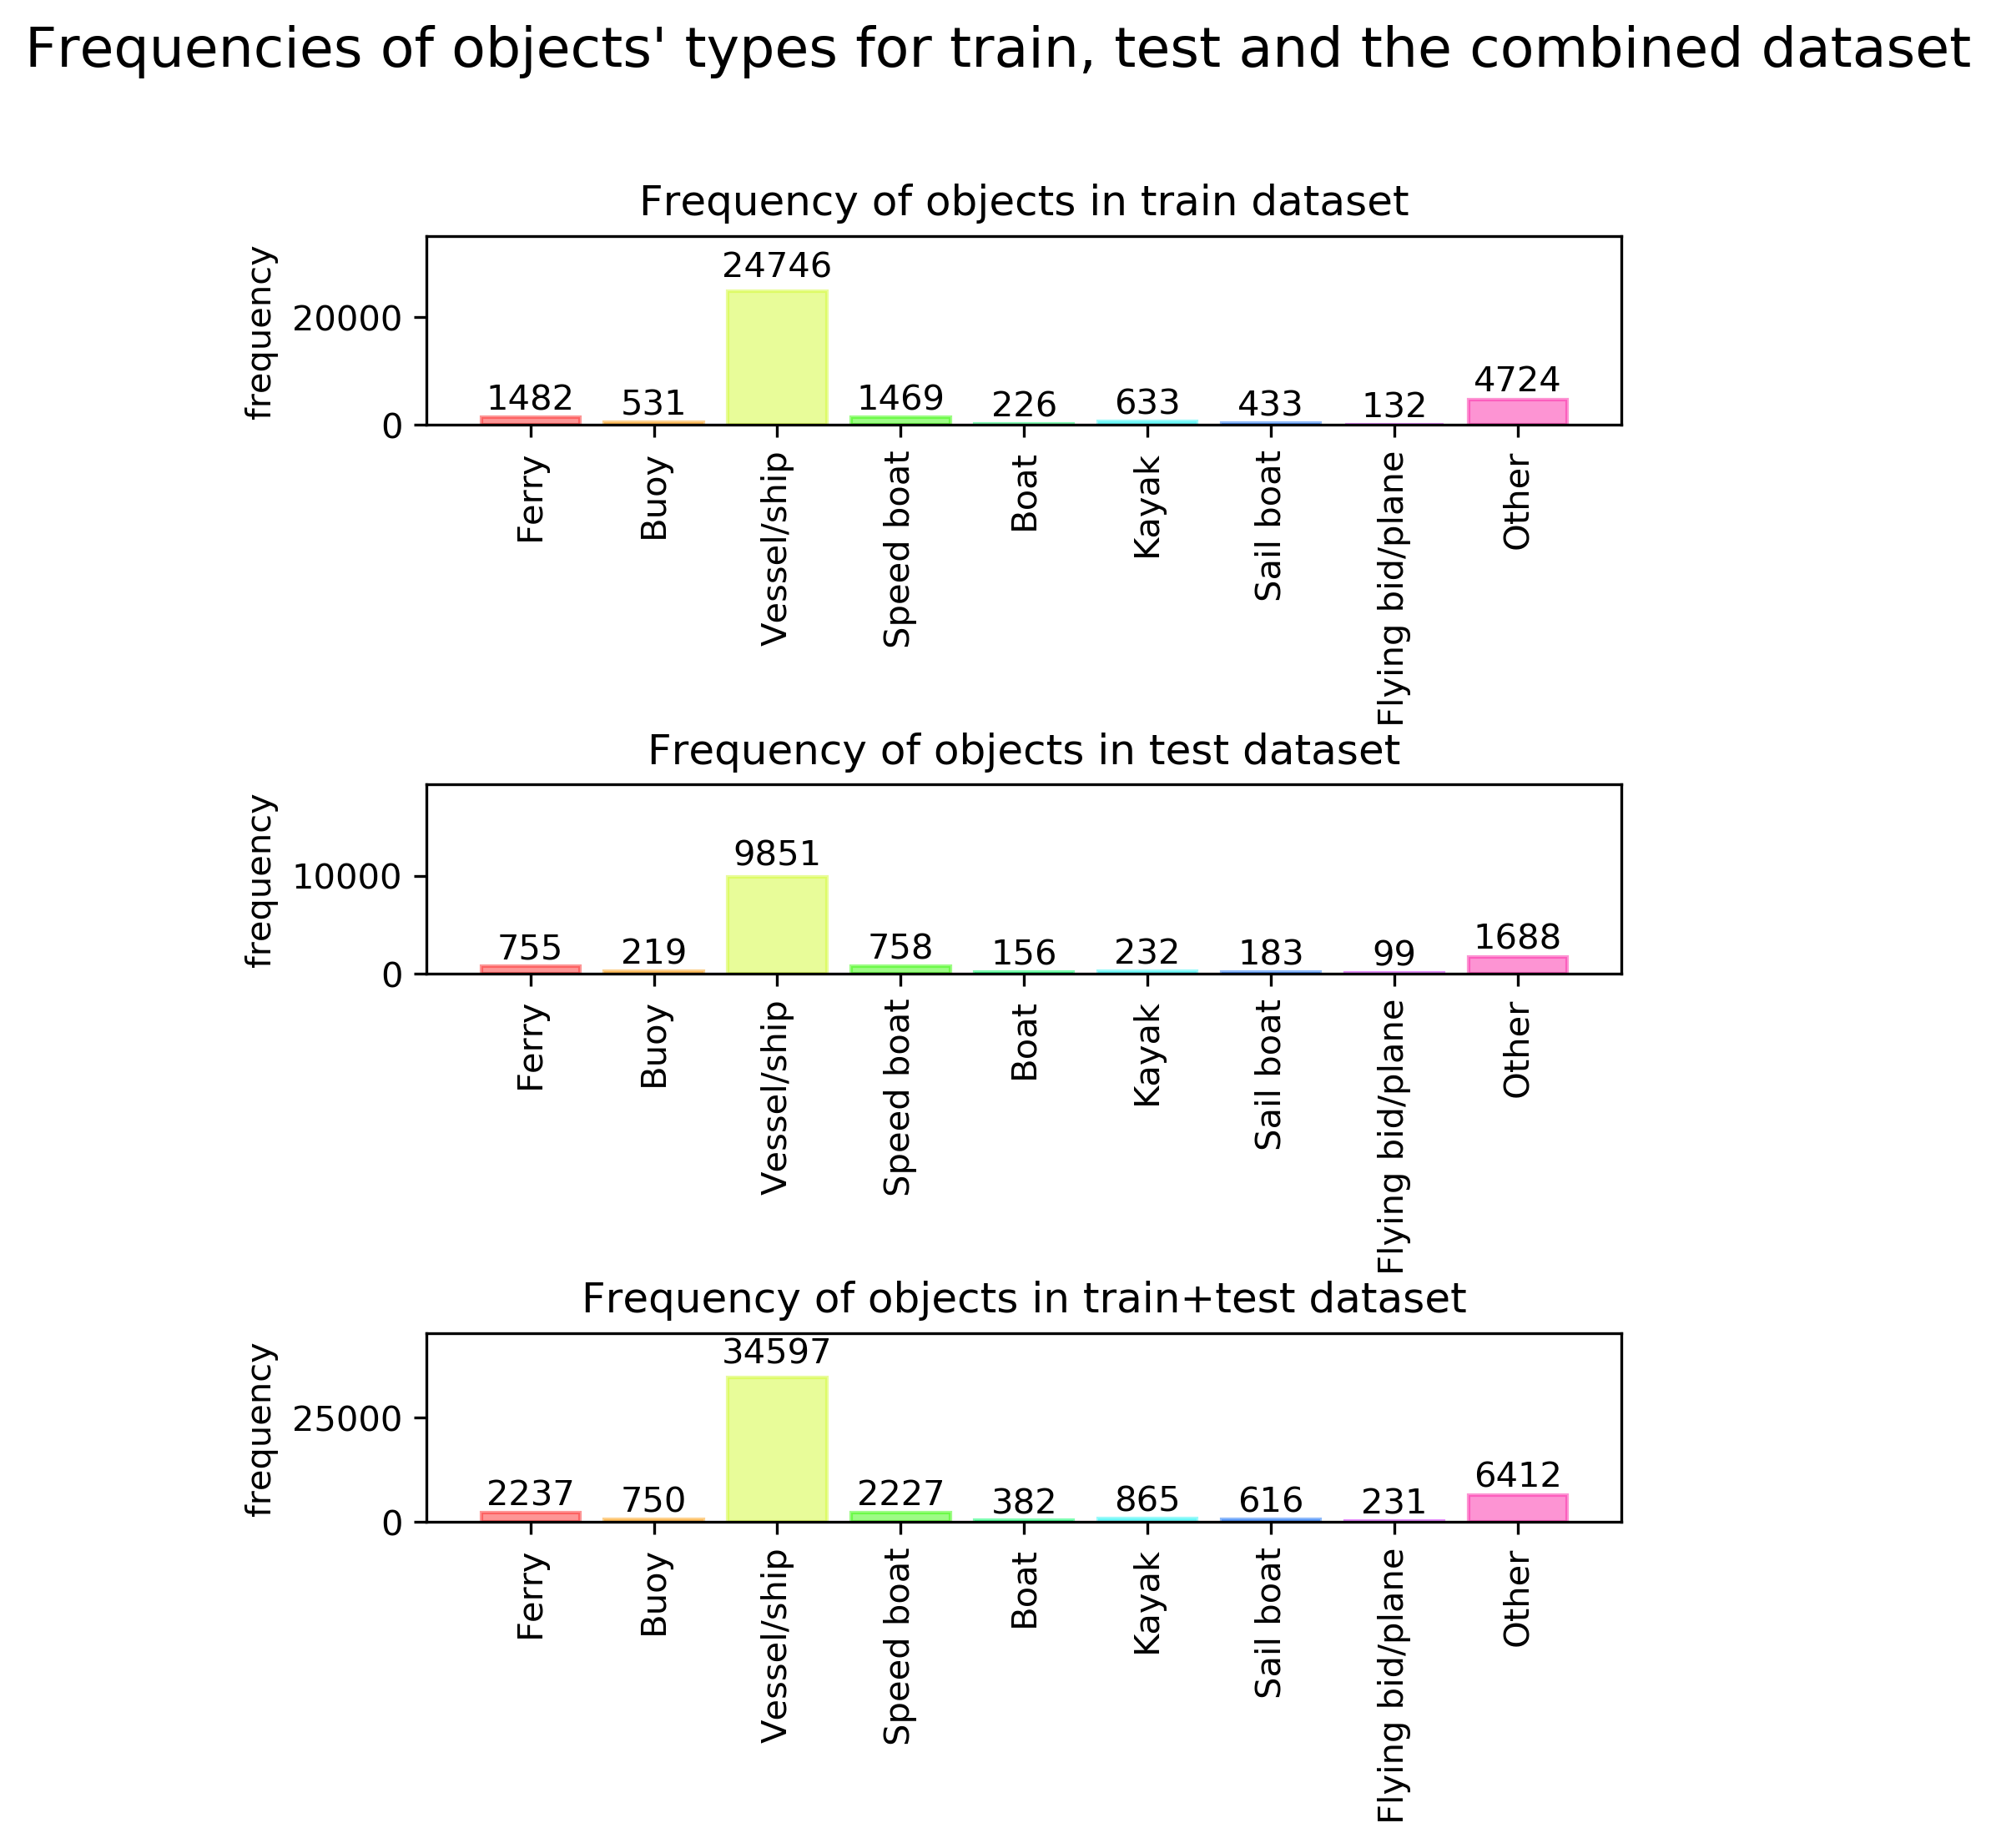 Frequencies of objects' types for train, test and the combined dataset
Frequency of objects in train dataset
frequency
20000
0
1482
531
24746
1469
226
633
433
132
4724
Ferry
Buoy
Vessel/ship
Speed boat
Boat
Kayak
Sail boat
Flying bid/plane
Other
Frequency of objects in test dataset
frequency
10000
0
755
219
9851
758
156
232
183
99
1688
Ferry
Buoy
Vessel/ship
Speed boat
Boat
Kayak
Sail boat
Flying bid/plane
Other
Frequency of objects in train+test dataset
frequency
25000
0
2237
750
34597
2227
382
865
616
231
6412
Ferry
Buoy
Vessel/ship
Speed boat
Boat
Kayak
Sail boat
Flying bid/plane
Other